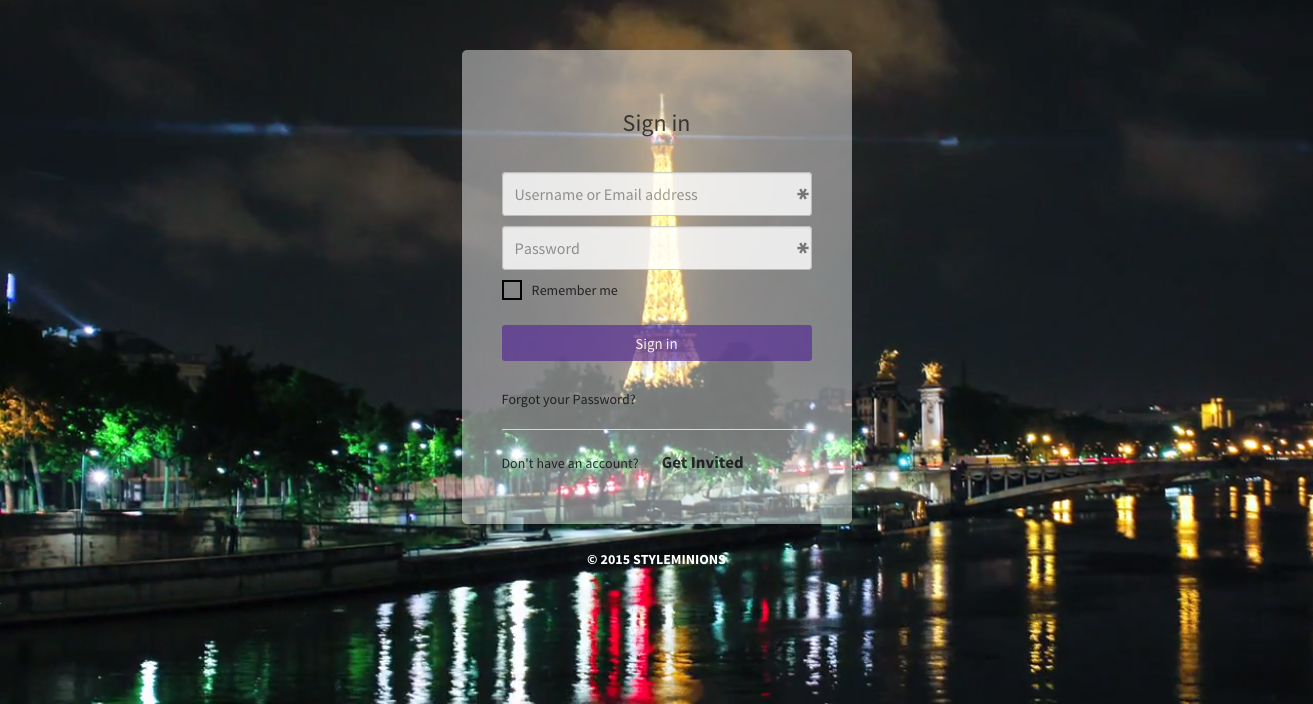 Sign in
Username or Email address *
Password *
Remember me
Sign in
Forgot your Password?
Don't have an account? Get Invited
© 2015 STYLEMINIONS